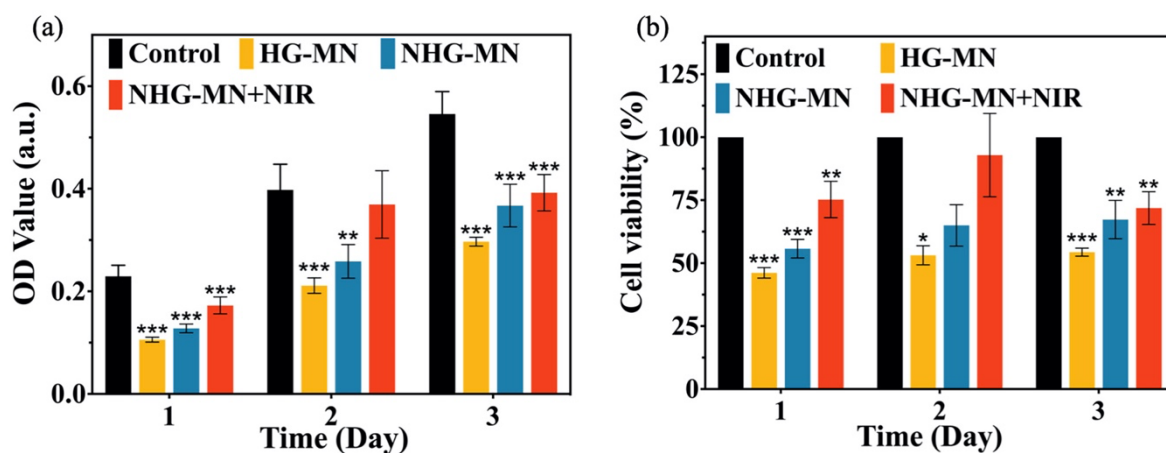 (a)
Control HG-MN NHG-MN
NHG-MN+NIR
OD Value (a.u.)
0.6
0.4
0.2
0.0
*** *** ***
*** **
*** *** ***
1 2 3
Time (Day)
(b)
Control HG-MN
NHG-MN NHG-MN+NIR
Cell viability (%)
125
100
75
50
25
0
*** *** **
*
*** ** **
1 2 3
Time (Day)